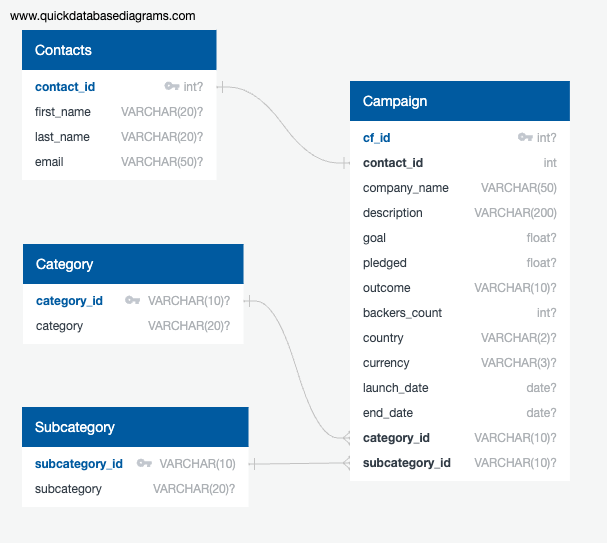 www.quickdatabasediagrams.com
Contacts
contact_id int?
first_name VARCHAR(20)?
last_name VARCHAR(20)?
email VARCHAR(50)?
Campaign
cf_id int?
contact_id int
company_name VARCHAR(50)
description VARCHAR(200)
goal float?
pledged float?
outcome VARCHAR(10)?
backers_count int?
country VARCHAR(2)?
currency VARCHAR(3)?
launch_date date?
end_date date?
category_id VARCHAR(10)?
subcategory_id VARCHAR(10)?
Category
category_id VARCHAR(10)?
category VARCHAR(20)?
Subcategory
subcategory_id VARCHAR(10)
subcategory VARCHAR(20)?